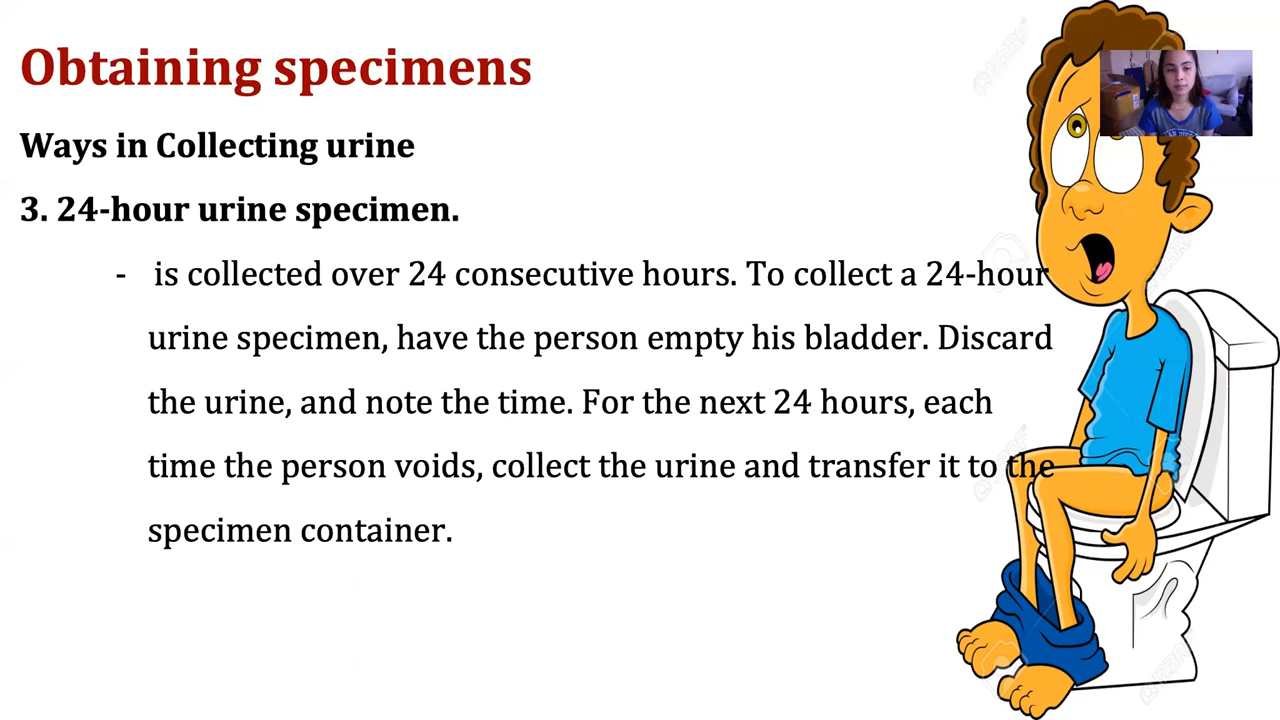 Obtaining specimens
Ways in Collecting urine
3. 24-hour urine specimen.
- is collected over 24 consecutive hours. To collect a 24-hour
urine specimen, have the person empty his bladder. Discard
the urine, and note the time. For the next 24 hours, each
time the person voids, collect the urine and transfer it to the
specimen container.